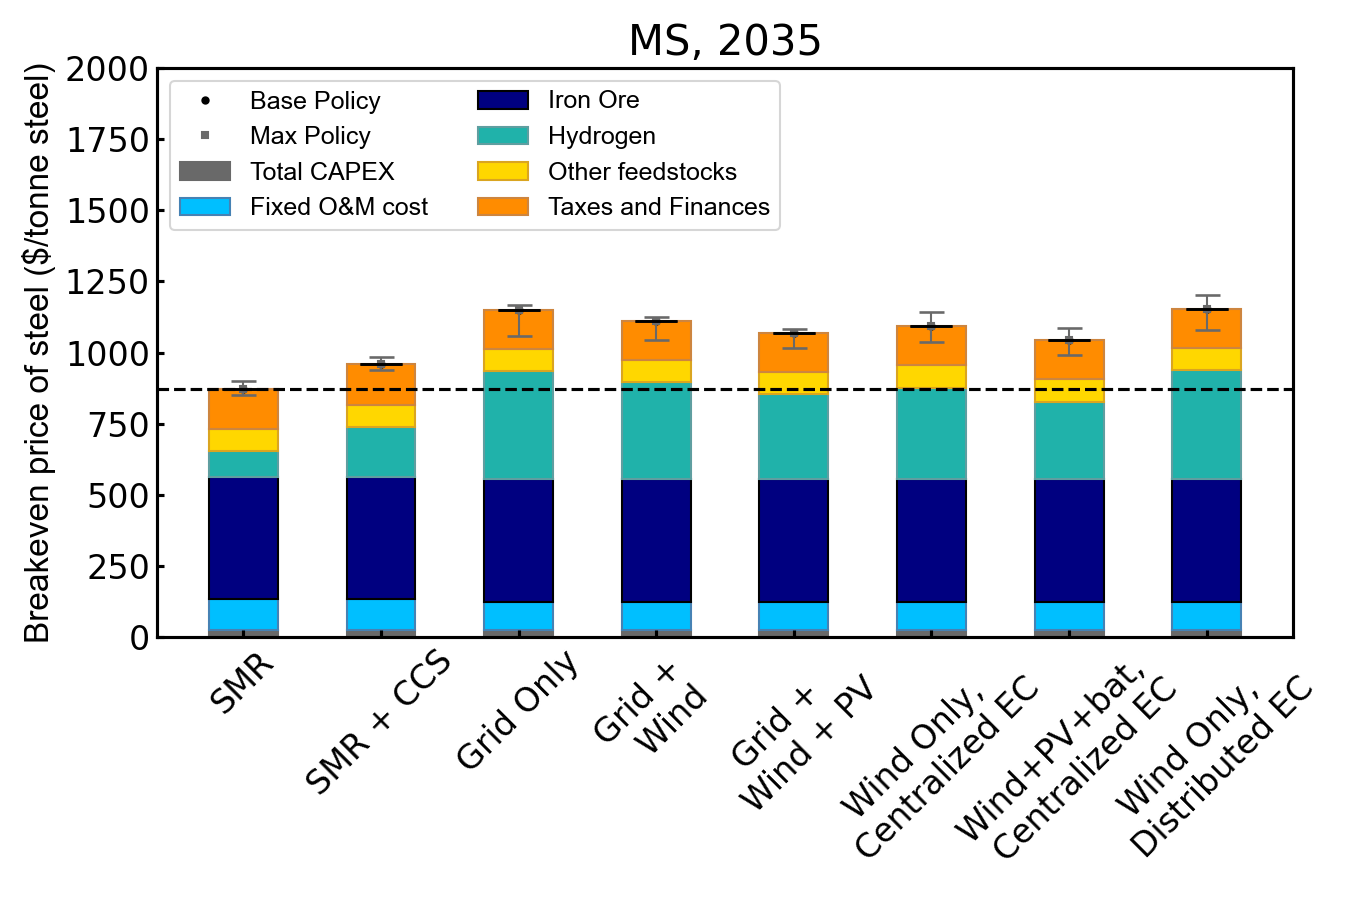 MS, 2035
Breakeven price of steel ($/tonne steel)
2000
1750
1500
1250
1000
750
500
250
0
Base Policy
Max Policy
Total CAPEX
Fixed O&M cost
Iron Ore
Hydrogen
Other feedstocks
Taxes and Finances
SMR
SMR + CCS
Grid Only
Grid +
Wind
Grid +
Wind + PV
Wind Only,
Centralized EC
Wind+PV+bat,
Centralized EC
Wind Only,
Distributed EC